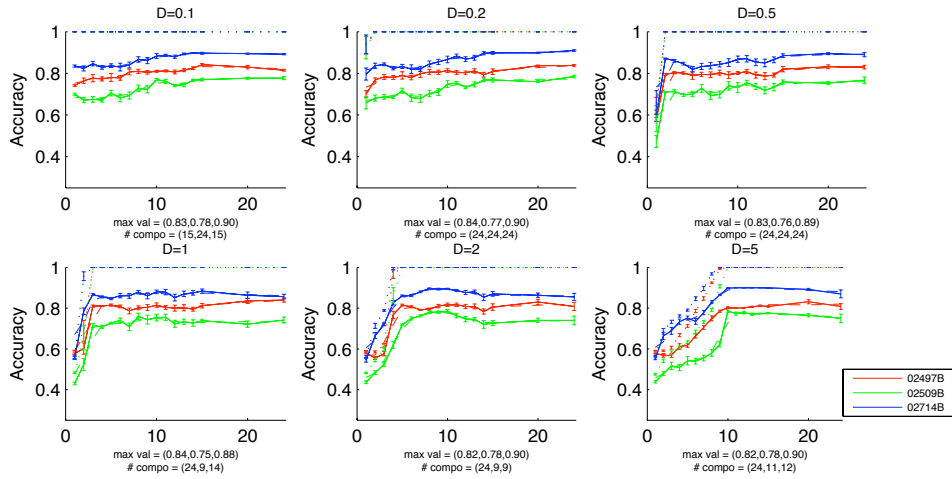 D=0.1
D=0.2
D=0.5
Accuracy
1
0.8
0.6
0.4
0
10
20
max val = (0.83,0.78,0.90)
# compo = (15,24,15)
Accuracy
1
0.8
0.6
0.4
0
10
20
max val = (0.84,0.77,0.90)
# compo = (24,24,24)
Accuracy
1
0.8
0.6
0.4
0
10
20
max val = (0.83,0.76,0.89)
# compo = (24,24,24)
D=1
D=2
D=5
Accuracy
1
0.8
0.6
0.4
0
10
20
max val = (0.84,0.75,0.88)
# compo = (24,9,14)
Accuracy
1
0.8
0.6
0.4
0
10
20
max val = (0.82,0.78,0.90)
# compo = (24,9,9)
Accuracy
1
0.8
0.6
0.4
0
10
20
max val = (0.82,0.78,0.90)
# compo = (24,11,12)
02497B
02509B
02714B